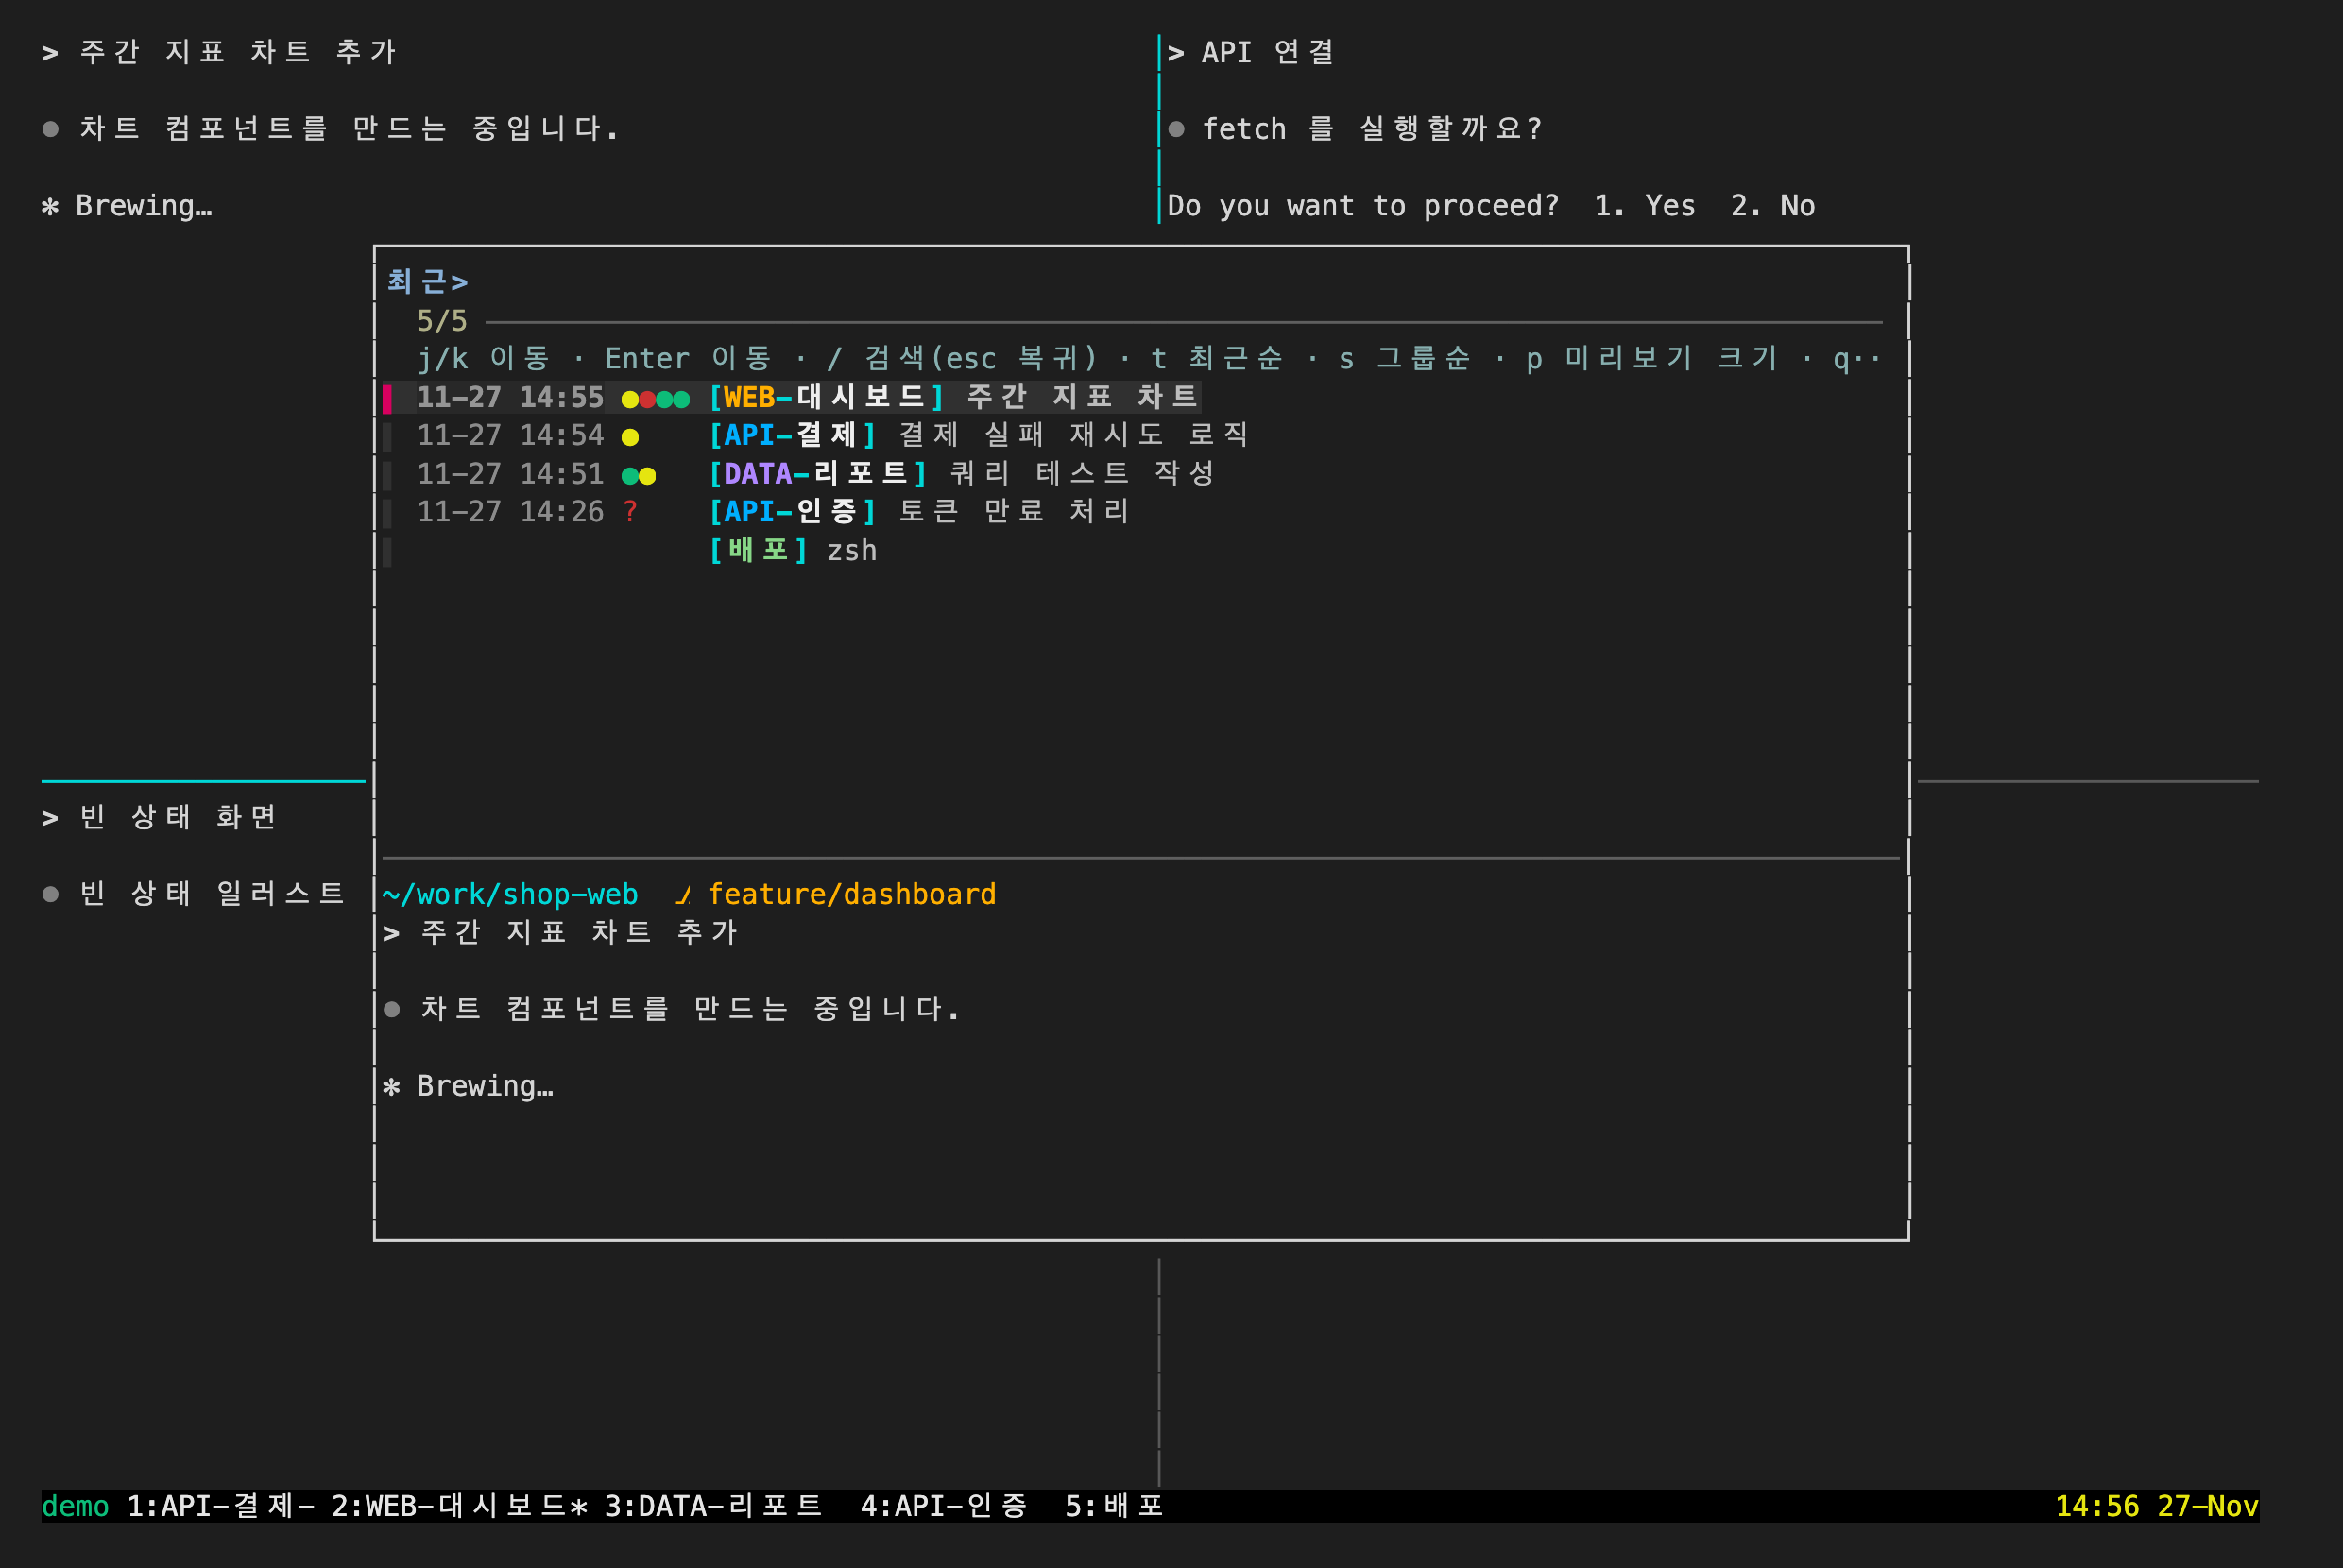 > 주간 지표 차트 추가
● 차트 컴포넌트를 만드는 중입니다.
✻ Brewing…
> API 연결
● fetch 를 실행할까요?
Do you want to proceed?  1. Yes  2. No
최근>
5/5
j/k 이동 · Enter 이동 · / 검색(esc 복귀) · t 최근순 · s 그룹순 · p 미리보기 크기 · q··
11-27 14:55 ●●●● [WEB-대시보드] 주간 지표 차트
11-27 14:54 ● [API-결제] 결제 실패 재시도 로직
11-27 14:51 ●● [DATA-리포트] 쿼리 테스트 작성
11-27 14:26 ? [API-인증] 토큰 만료 처리
[배포] zsh
> 빈 상태 화면
● 빈 상태 일러스트
~/work/shop-web  ⎇ feature/dashboard
> 주간 지표 차트 추가
● 차트 컴포넌트를 만드는 중입니다.
✻ Brewing…
demo 1:API-결제- 2:WEB-대시보드* 3:DATA-리포트  4:API-인증  5:배포
14:56 27-Nov